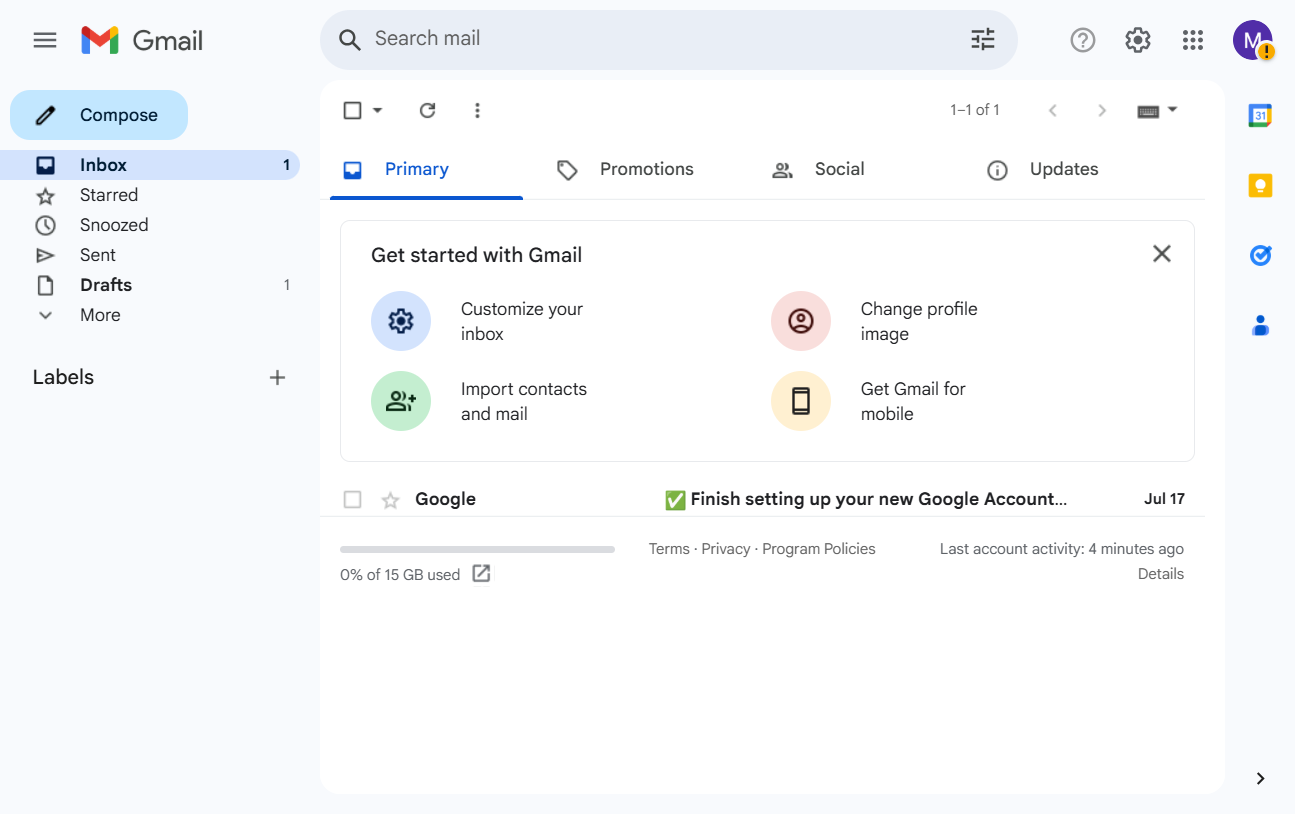 Gmail
Search mail
M
Compose
Inbox 1
Starred
Snoozed
Sent
Drafts 1
More
Labels
1–1 of 1
Primary
Promotions
Social
Updates
Get started with Gmail
Customize your
inbox
Change profile
image
Import contacts
and mail
Get Gmail for
mobile
Google ✅ Finish setting up your new Google Account... Jul 17
Terms · Privacy · Program Policies
Last account activity: 4 minutes ago
0% of 15 GB used
Details
31